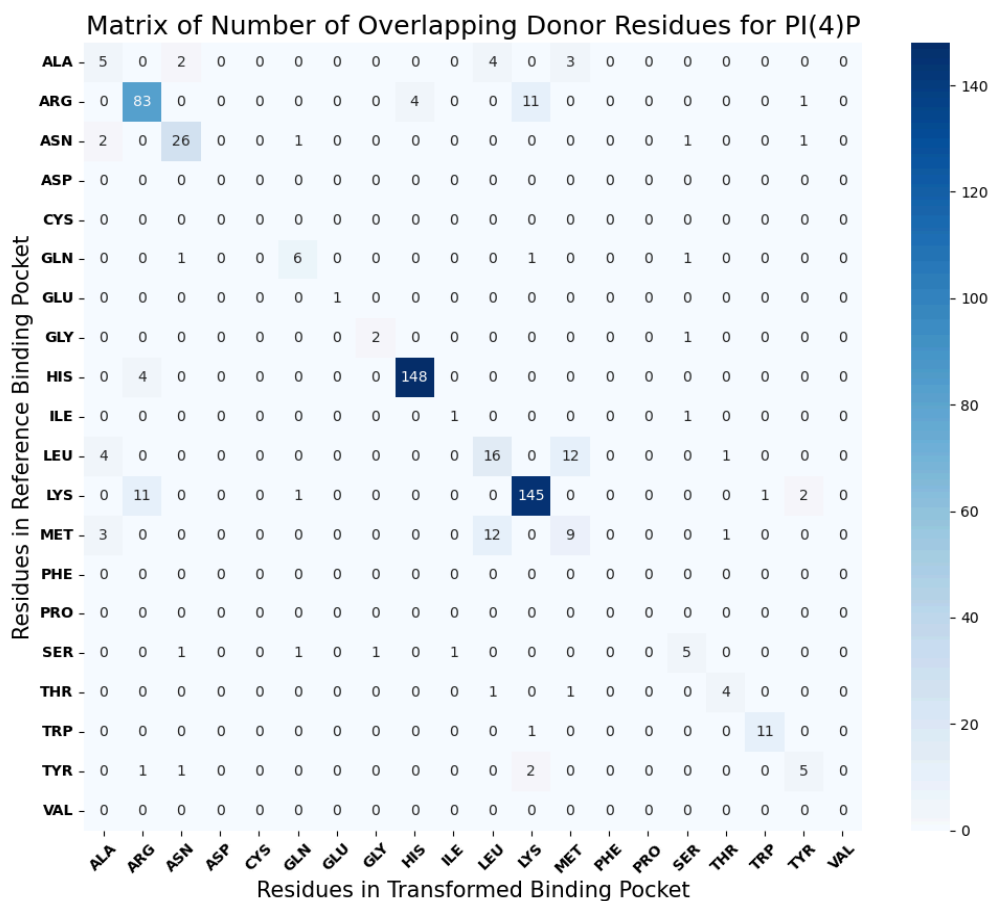 Matrix of Number of Overlapping Donor Residues for PI(4)P
Residues in Reference Binding Pocket
ALA 5 0 2 0 0 0 0 0 0 0 4 0 3 0 0 0 0 0 0 0
ARG 0 83 0 0 0 0 0 0 4 0 0 11 0 0 0 0 0 0 1 0
ASN 2 0 26 0 0 1 0 0 0 0 0 0 0 0 0 1 0 0 1 0
ASP 0 0 0 0 0 0 0 0 0 0 0 0 0 0 0 0 0 0 0 0
CYS 0 0 0 0 0 0 0 0 0 0 0 0 0 0 0 0 0 0 0 0
GLN 0 0 1 0 0 6 0 0 0 0 0 1 0 0 0 1 0 0 0 0
GLU 0 0 0 0 0 0 1 0 0 0 0 0 0 0 0 0 0 0 0 0
GLY 0 0 0 0 0 0 0 2 0 0 0 0 0 0 0 1 0 0 0 0
HIS 0 4 0 0 0 0 0 0 148 0 0 0 0 0 0 0 0 0 0 0
ILE 0 0 0 0 0 0 0 0 0 1 0 0 0 0 0 1 0 0 0 0
LEU 4 0 0 0 0 0 0 0 0 0 16 0 12 0 0 0 1 0 0 0
LYS 0 11 0 0 0 1 0 0 0 0 0 145 0 0 0 0 0 1 2 0
MET 3 0 0 0 0 0 0 0 0 0 12 0 9 0 0 0 1 0 0 0
PHE 0 0 0 0 0 0 0 0 0 0 0 0 0 0 0 0 0 0 0 0
PRO 0 0 0 0 0 0 0 0 0 0 0 0 0 0 0 0 0 0 0 0
SER 0 0 1 0 0 1 0 1 0 1 0 0 0 0 0 5 0 0 0 0
THR 0 0 0 0 0 0 0 0 0 0 1 0 1 0 0 0 4 0 0 0
TRP 0 0 0 0 0 0 0 0 0 0 0 1 0 0 0 0 0 11 0 0
TYR 0 1 1 0 0 0 0 0 0 0 0 2 0 0 0 0 0 0 5 0
VAL 0 0 0 0 0 0 0 0 0 0 0 0 0 0 0 0 0 0 0 0
ALA ARG ASN ASP CYS GLN GLU GLY HIS ILE LEU LYS MET PHE PRO SER THR TRP TYR VAL
Residues in Transformed Binding Pocket
140
120
100
80
60
40
20
0